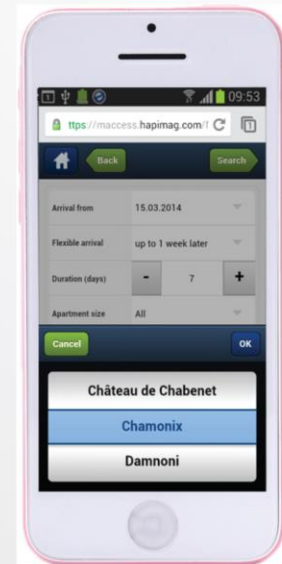 09:53
ttps://maccess.hapimag.com/
Back Search
Arrival from 15.03.2014
Flexible arrival up to 1 week later
Duration (days) - 7 +
Apartment size All
Cancel OK
Château de Chabenet
Chamonix
Damnoni